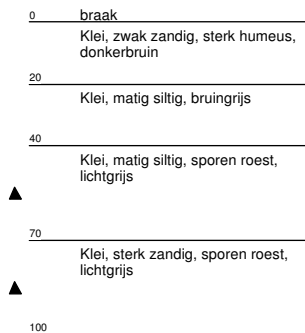 0 braak
Klei, zwak zandig, sterk humeus,
donkerbruin
20
Klei, matig siltig, bruingrijs
40
Klei, matig siltig, sporen roest,
lichtgrijs
70
Klei, sterk zandig, sporen roest,
lichtgrijs
100